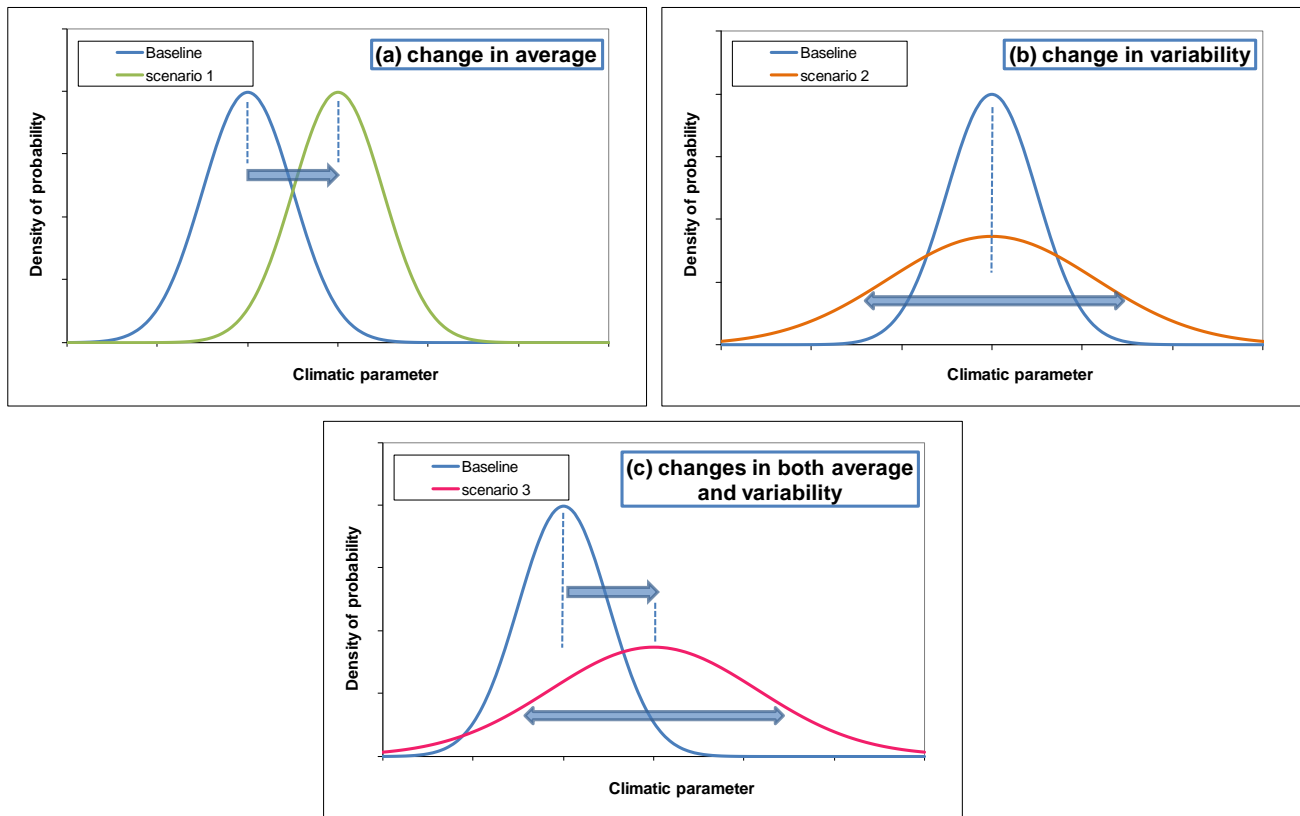 Baseline
scenario 1
(a) change in average
Density of probability
Climatic parameter
Baseline
scenario 2
(b) change in variability
Density of probability
Climatic parameter
Baseline
scenario 3
(c) changes in both average
and variability
Density of probability
Climatic parameter